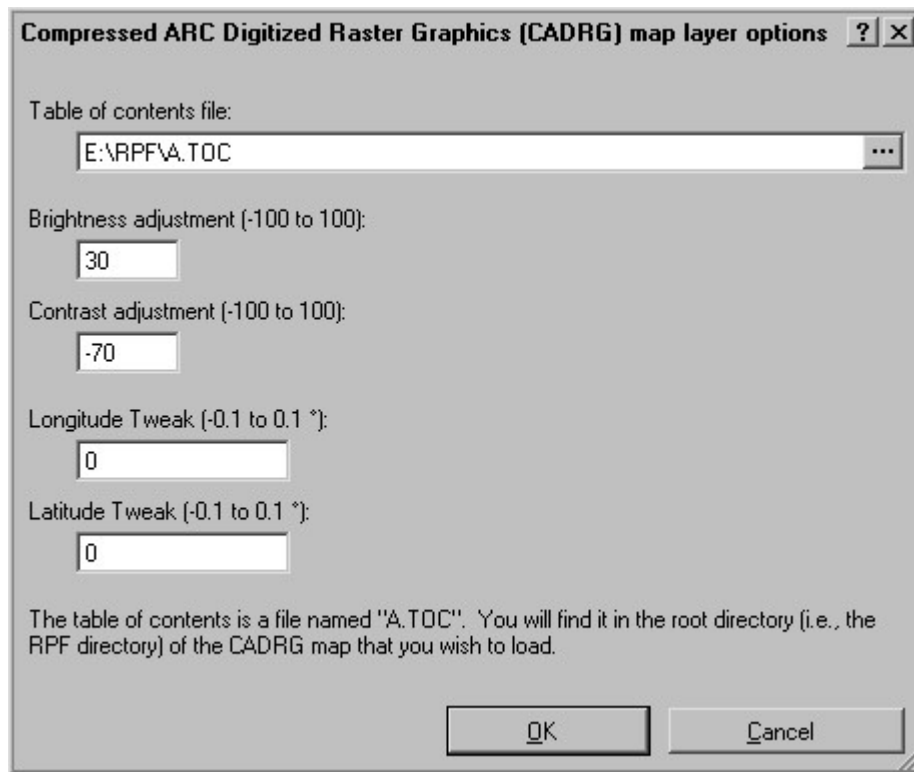 Compressed ARC Digitized Raster Graphics (CADRG) map layer options
Table of contents file:
E:\RPF\A.TOC
Brightness adjustment (-100 to 100):
30
Contrast adjustment (-100 to 100):
-70
Longitude Tweak (-0.1 to 0.1 °):
0
Latitude Tweak (-0.1 to 0.1 °):
0
The table of contents is a file named "A.TOC".  You will find it in the root directory (i.e., the
RPF directory) of the CADRG map that you wish to load.
OK Cancel